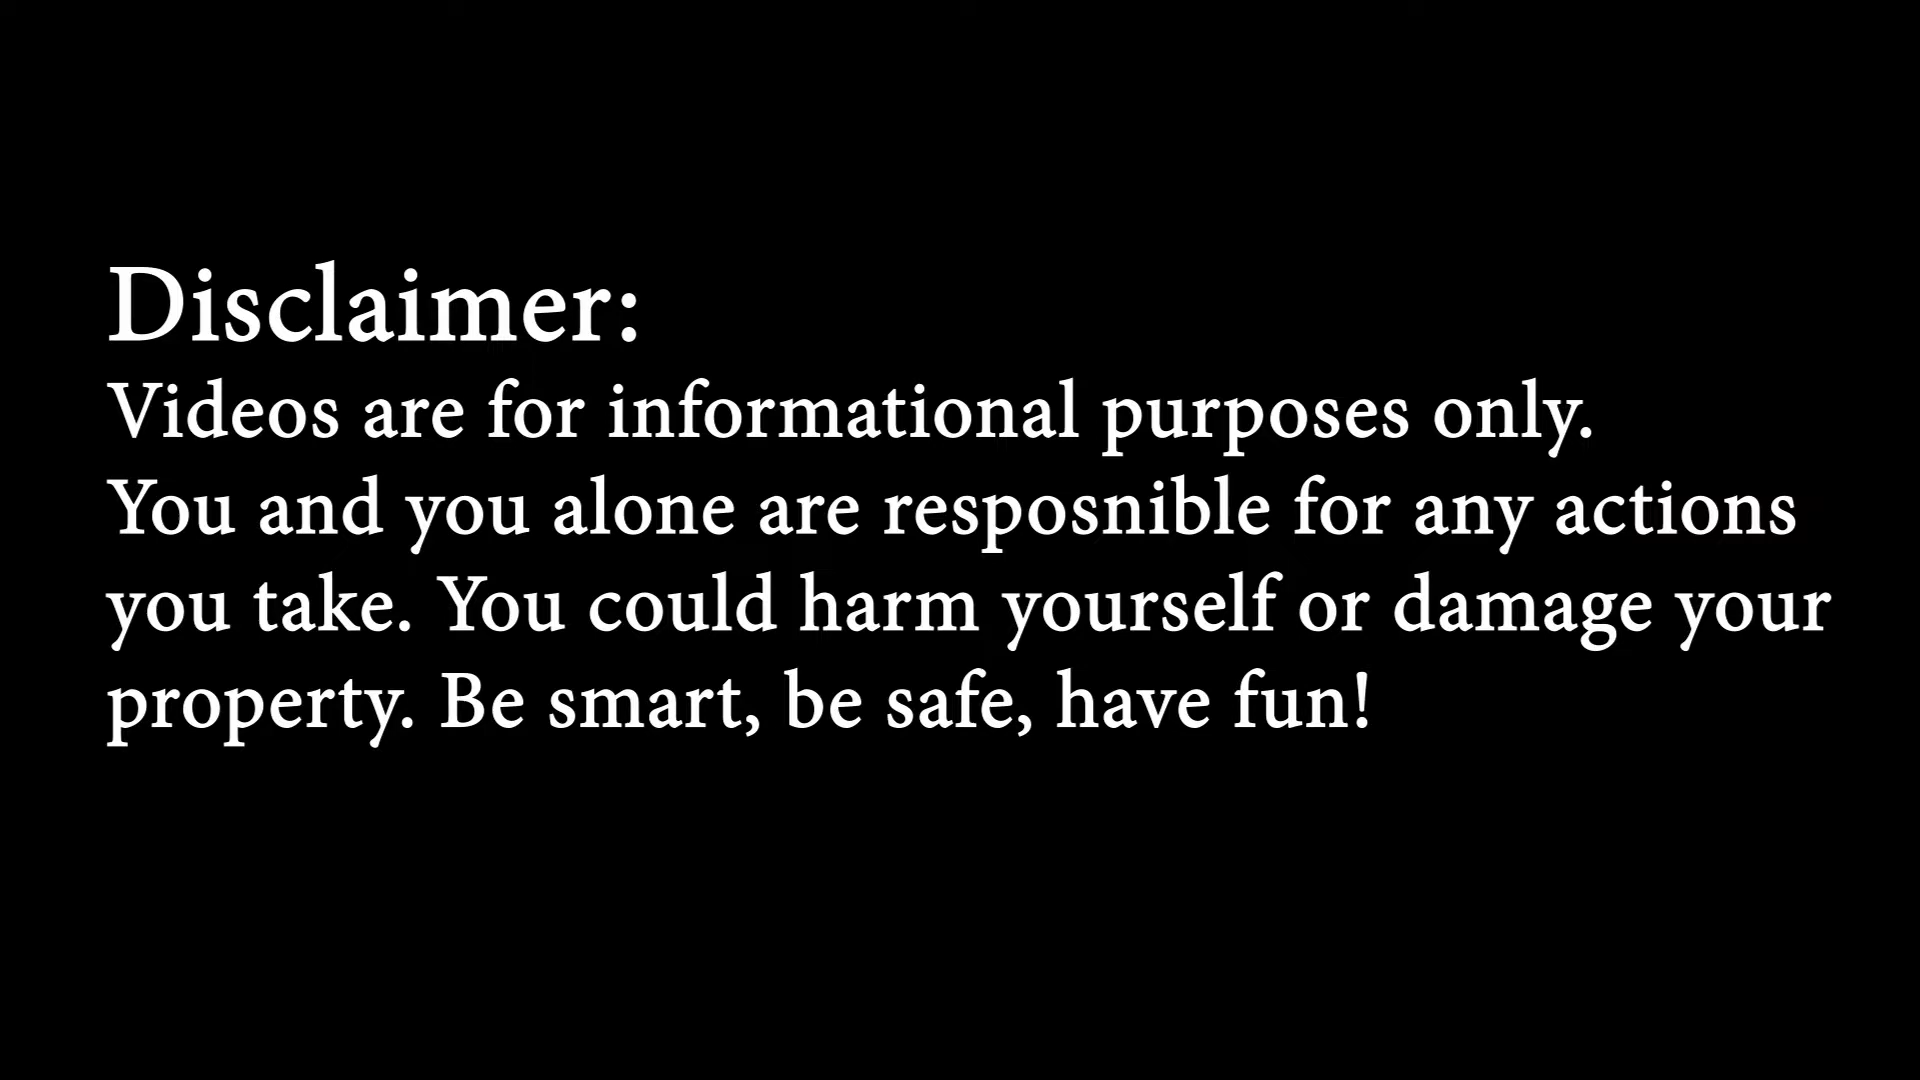 Disclaimer:
Videos are for informational purposes only.
You and you alone are resposnible for any actions
you take. You could harm yourself or damage your
property. Be smart, be safe, have fun!